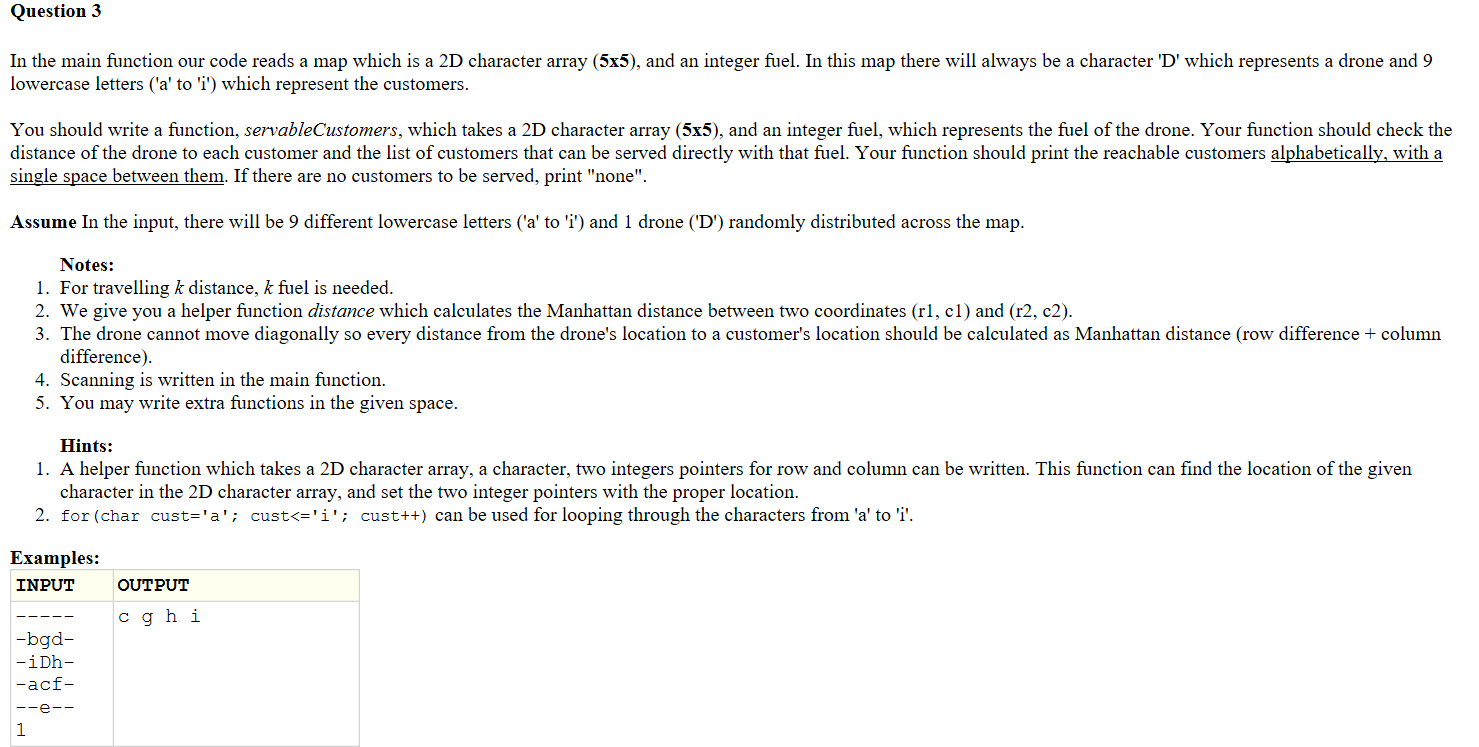 Question 3
In the main function our code reads a map which is a 2D character array (5x5), and an integer fuel. In this map there will always be a character 'D' which represents a drone and 9
lowercase letters ('a' to 'i') which represent the customers.
You should write a function, servableCustomers, which takes a 2D character array (5x5), and an integer fuel, which represents the fuel of the drone. Your function should check the
distance of the drone to each customer and the list of customers that can be served directly with that fuel. Your function should print the reachable customers alphabetically, with a
single space between them. If there are no customers to be served, print "none".
Assume In the input, there will be 9 different lowercase letters ('a' to 'i') and 1 drone ('D') randomly distributed across the map.
Notes:
1. For travelling k distance, k fuel is needed.
2. We give you a helper function distance which calculates the Manhattan distance between two coordinates (r1, c1) and (r2, c2).
3. The drone cannot move diagonally so every distance from the drone's location to a customer's location should be calculated as Manhattan distance (row difference + column
difference).
4. Scanning is written in the main function.
5. You may write extra functions in the given space.
Hints:
1. A helper function which takes a 2D character array, a character, two integers pointers for row and column can be written. This function can find the location of the given
character in the 2D character array, and set the two integer pointers with the proper location.
2. for(char cust='a'; cust<='i'; cust++) can be used for looping through the characters from 'a' to 'i'.
Examples:
INPUT OUTPUT
----- c g h i
-bgd-
-iDh-
-acf-
--e--
1